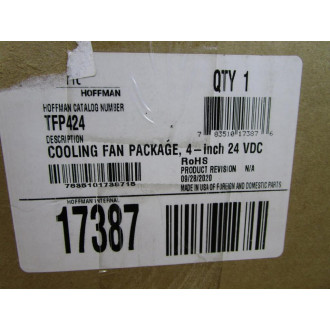 HOFFMAN
QTY 1
HOFFMAN CATALOG NUMBER
TFP424
DESCRIPTION
COOLING FAN PACKAGE, 4-inch 24 VDC
RoHS
PRODUCT REVISION N/A
09/28/2020
MADE IN USA OF FOREIGN AND DOMESTIC PARTS
HOFFMAN INTERNAL
17387